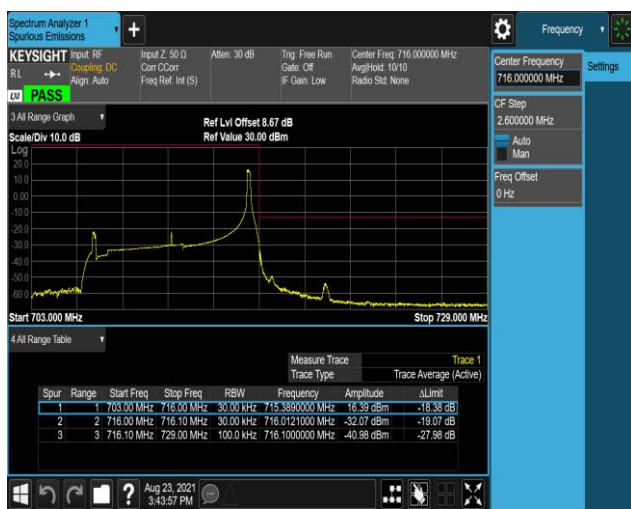 Spectrum Analyzer 1
Spurious Emissions
+
Frequency
KEYSIGHT Input: RF Input Z: 50 Ω Atten: 30 dB Trig: Free Run Center Freq: 716.000000 MHz
RL Coupling: DC Corr CCorr Gate: Off Avg|Hold: 10/10
Align: Auto Freq Ref: Int (S) IF Gain: Low Radio Std: None
LXI PASS
Center Frequency
716.000000 MHz
Settings
CF Step
2.600000 MHz
Auto
Man
Freq Offset
0 Hz
3 All Range Graph
Ref Lvl Offset 8.67 dB
Scale/Div 10.0 dB Ref Value 30.00 dBm
Log
20.0
10.0
0.00
-10.0
-20.0
-30.0
-40.0
-50.0
-60.0
Start 703.000 MHz Stop 729.000 MHz
4 All Range Table
Measure Trace Trace 1
Trace Type Trace Average (Active)
Spur Range Start Freq Stop Freq RBW Frequency Amplitude ΔLimit
1 1 703.00 MHz 716.00 MHz 30.00 kHz 715.3890000 MHz 16.39 dBm -18.38 dB
2 2 716.00 MHz 716.10 MHz 30.00 kHz 716.0121000 MHz -32.07 dBm -19.07 dB
3 3 716.10 MHz 729.00 MHz 100.0 kHz 716.1000000 MHz -40.98 dBm -27.98 dB
? Aug 23, 2021
3:43:57 PM